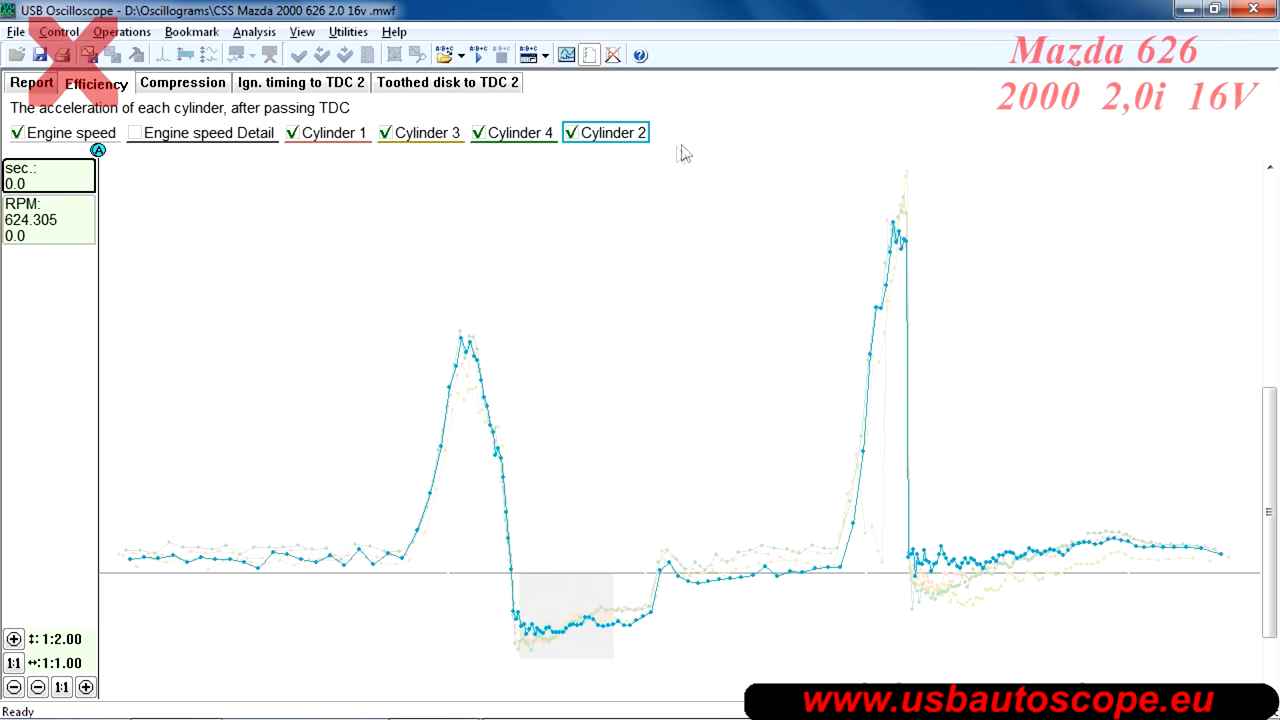 USB Oscilloscope - D:\Oscillograms\CSS Mazda 2000 626 2.0 16v .mwf
File Control Operations Bookmark Analysis View Utilities Help
Mazda 626
2000 2,0i 16V
Report Efficiency Compression Ign. timing to TDC 2 Toothed disk to TDC 2
The acceleration of each cylinder, after passing TDC
Engine speed Engine speed Detail Cylinder 1 Cylinder 3 Cylinder 4 Cylinder 2
A
sec.:
0.0
RPM:
624.305
0.0
1:2.00
1:1 1:1.00
1:1
www.usbautoscope.eu
Ready